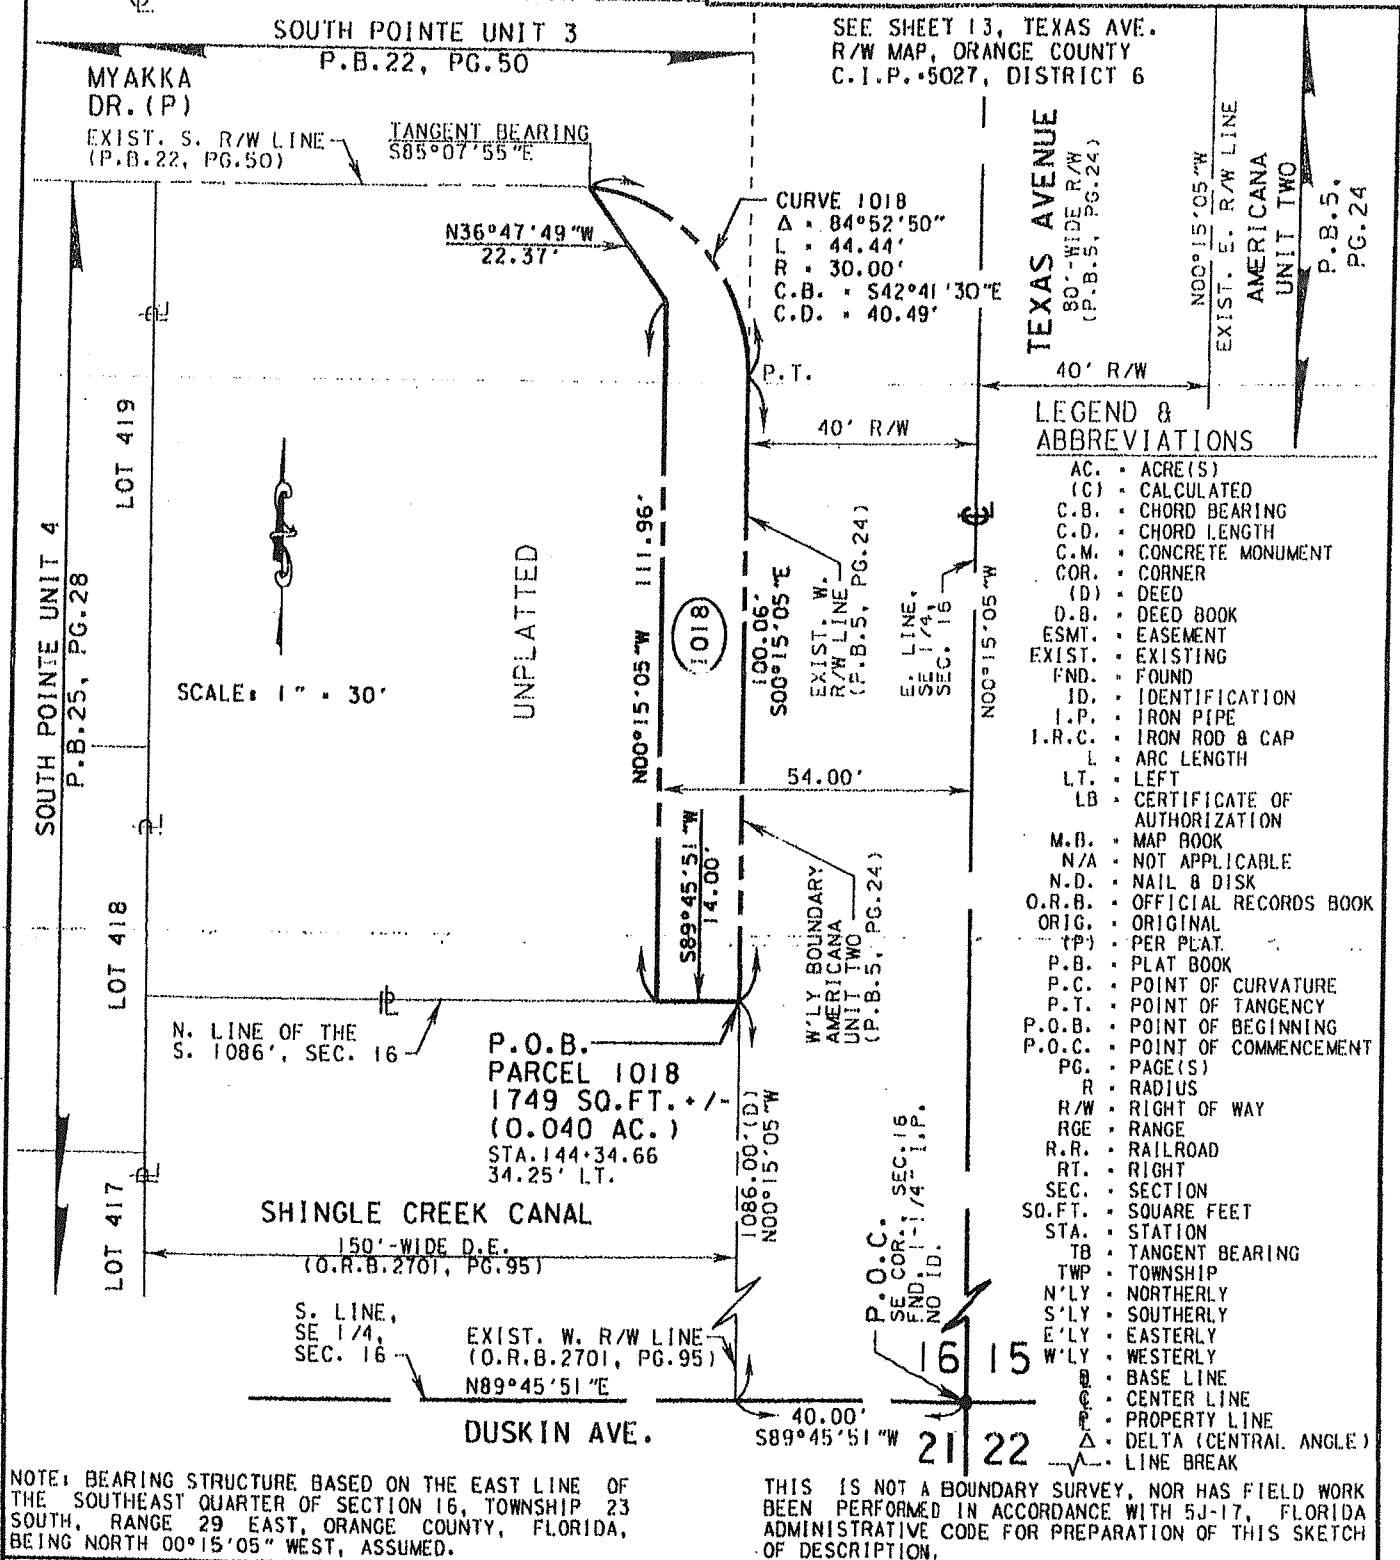 SOUTH POINTE UNIT 3
P.B.22, PG.50
SEE SHEET 13, TEXAS AVE.
R/W MAP, ORANGE COUNTY
C.I.P.#5027, DISTRICT 6
MYAKKA
DR.(P)
EXIST. S. R/W LINE
(P.B.22, PG.50)
TANGENT BEARING
S85°07'55"E
N36°47'49"W
22.37'
CURVE 1018
Δ = 84°52'50"
L = 44.44'
R = 30.00'
C.B. = S42°41'30"E
C.D. = 40.49'
P.T.
TEXAS AVENUE
80'-WIDE R/W
(P.B.5, PG.24)
N00°15'05"W
EXIST. E. R/W LINE
AMERICANA
UNIT TWO
P.B.5,
PG.24
40' R/W
40' R/W
LOT 419
SOUTH POINTE UNIT 4
P.B.25, PG.28
SCALE: 1" = 30'
UNPLATTED
N00°15'05"W 111.96'
1018
100.06'
S00°15'05"E
EXIST. W.
R/W LINE
(P.B.5, PG.24)
E. LINE,
SE 1/4,
SEC. 16
N00°15'05"W
54.00'
S89°45'51"W
14.00'
W'LY BOUNDARY
AMERICANA
UNIT TWO
(P.B.5, PG.24)
LOT 418
N. LINE OF THE
S. 1086', SEC. 16
P.O.B.
PARCEL 1018
1749 SQ.FT.+/-
(0.040 AC.)
STA.144+34.66
34.25' LT.
1086.00'(D)
N00°15'05"W
LOT 417
SHINGLE CREEK CANAL
150'-WIDE D.E.
(O.R.B.2701, PG.95)
P.O.C.
SE COR., SEC.16
FND. 1-1/4" I.P.
NO ID.
S. LINE,
SE 1/4,
SEC. 16
EXIST. W. R/W LINE
(O.R.B.2701, PG.95)
N89°45'51"E
16 15
21 22
40.00'
S89°45'51"W
DUSKIN AVE.
LEGEND &
ABBREVIATIONS
AC. = ACRE(S)
(C) = CALCULATED
C.B. = CHORD BEARING
C.D. = CHORD LENGTH
C.M. = CONCRETE MONUMENT
COR. = CORNER
(D) = DEED
D.B. = DEED BOOK
ESMT. = EASEMENT
EXIST. = EXISTING
FND. = FOUND
ID. = IDENTIFICATION
I.P. = IRON PIPE
I.R.C. = IRON ROD & CAP
L = ARC LENGTH
LT. = LEFT
LB = CERTIFICATE OF
AUTHORIZATION
M.B. = MAP BOOK
N/A = NOT APPLICABLE
N.D. = NAIL & DISK
O.R.B. = OFFICIAL RECORDS BOOK
ORIG. = ORIGINAL
(P) = PER PLAT
P.B. = PLAT BOOK
P.C. = POINT OF CURVATURE
P.T. = POINT OF TANGENCY
P.O.B. = POINT OF BEGINNING
P.O.C. = POINT OF COMMENCEMENT
PG. = PAGE(S)
R = RADIUS
R/W = RIGHT OF WAY
RGE = RANGE
R.R. = RAILROAD
RT. = RIGHT
SEC. = SECTION
SQ.FT. = SQUARE FEET
STA. = STATION
TB = TANGENT BEARING
TWP = TOWNSHIP
N'LY = NORTHERLY
S'LY = SOUTHERLY
E'LY = EASTERLY
W'LY = WESTERLY
= BASE LINE
℄ = CENTER LINE
⅊ = PROPERTY LINE
Δ = DELTA (CENTRAL ANGLE)
= LINE BREAK
NOTE: BEARING STRUCTURE BASED ON THE EAST LINE OF
THE SOUTHEAST QUARTER OF SECTION 16, TOWNSHIP 23
SOUTH, RANGE 29 EAST, ORANGE COUNTY, FLORIDA,
BEING NORTH 00°15'05" WEST, ASSUMED.
THIS IS NOT A BOUNDARY SURVEY, NOR HAS FIELD WORK
BEEN PERFORMED IN ACCORDANCE WITH 5J-17, FLORIDA
ADMINISTRATIVE CODE FOR PREPARATION OF THIS SKETCH
OF DESCRIPTION.